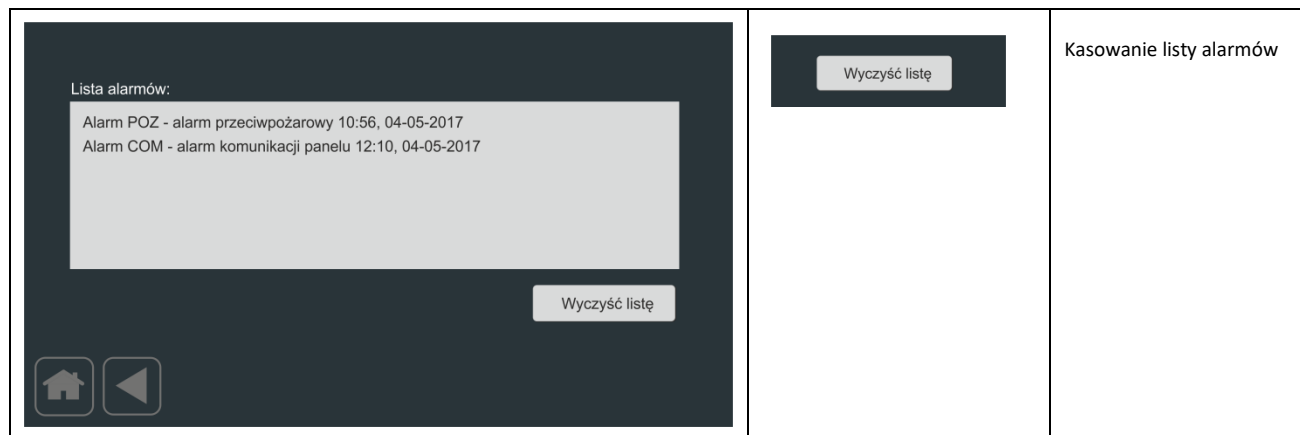 Lista alarmów:
Alarm POZ - alarm przeciwpożarowy 10:56, 04-05-2017
Alarm COM - alarm komunikacji panelu 12:10, 04-05-2017
Wyczyść listę
Wyczyść listę
Kasowanie listy alarmów